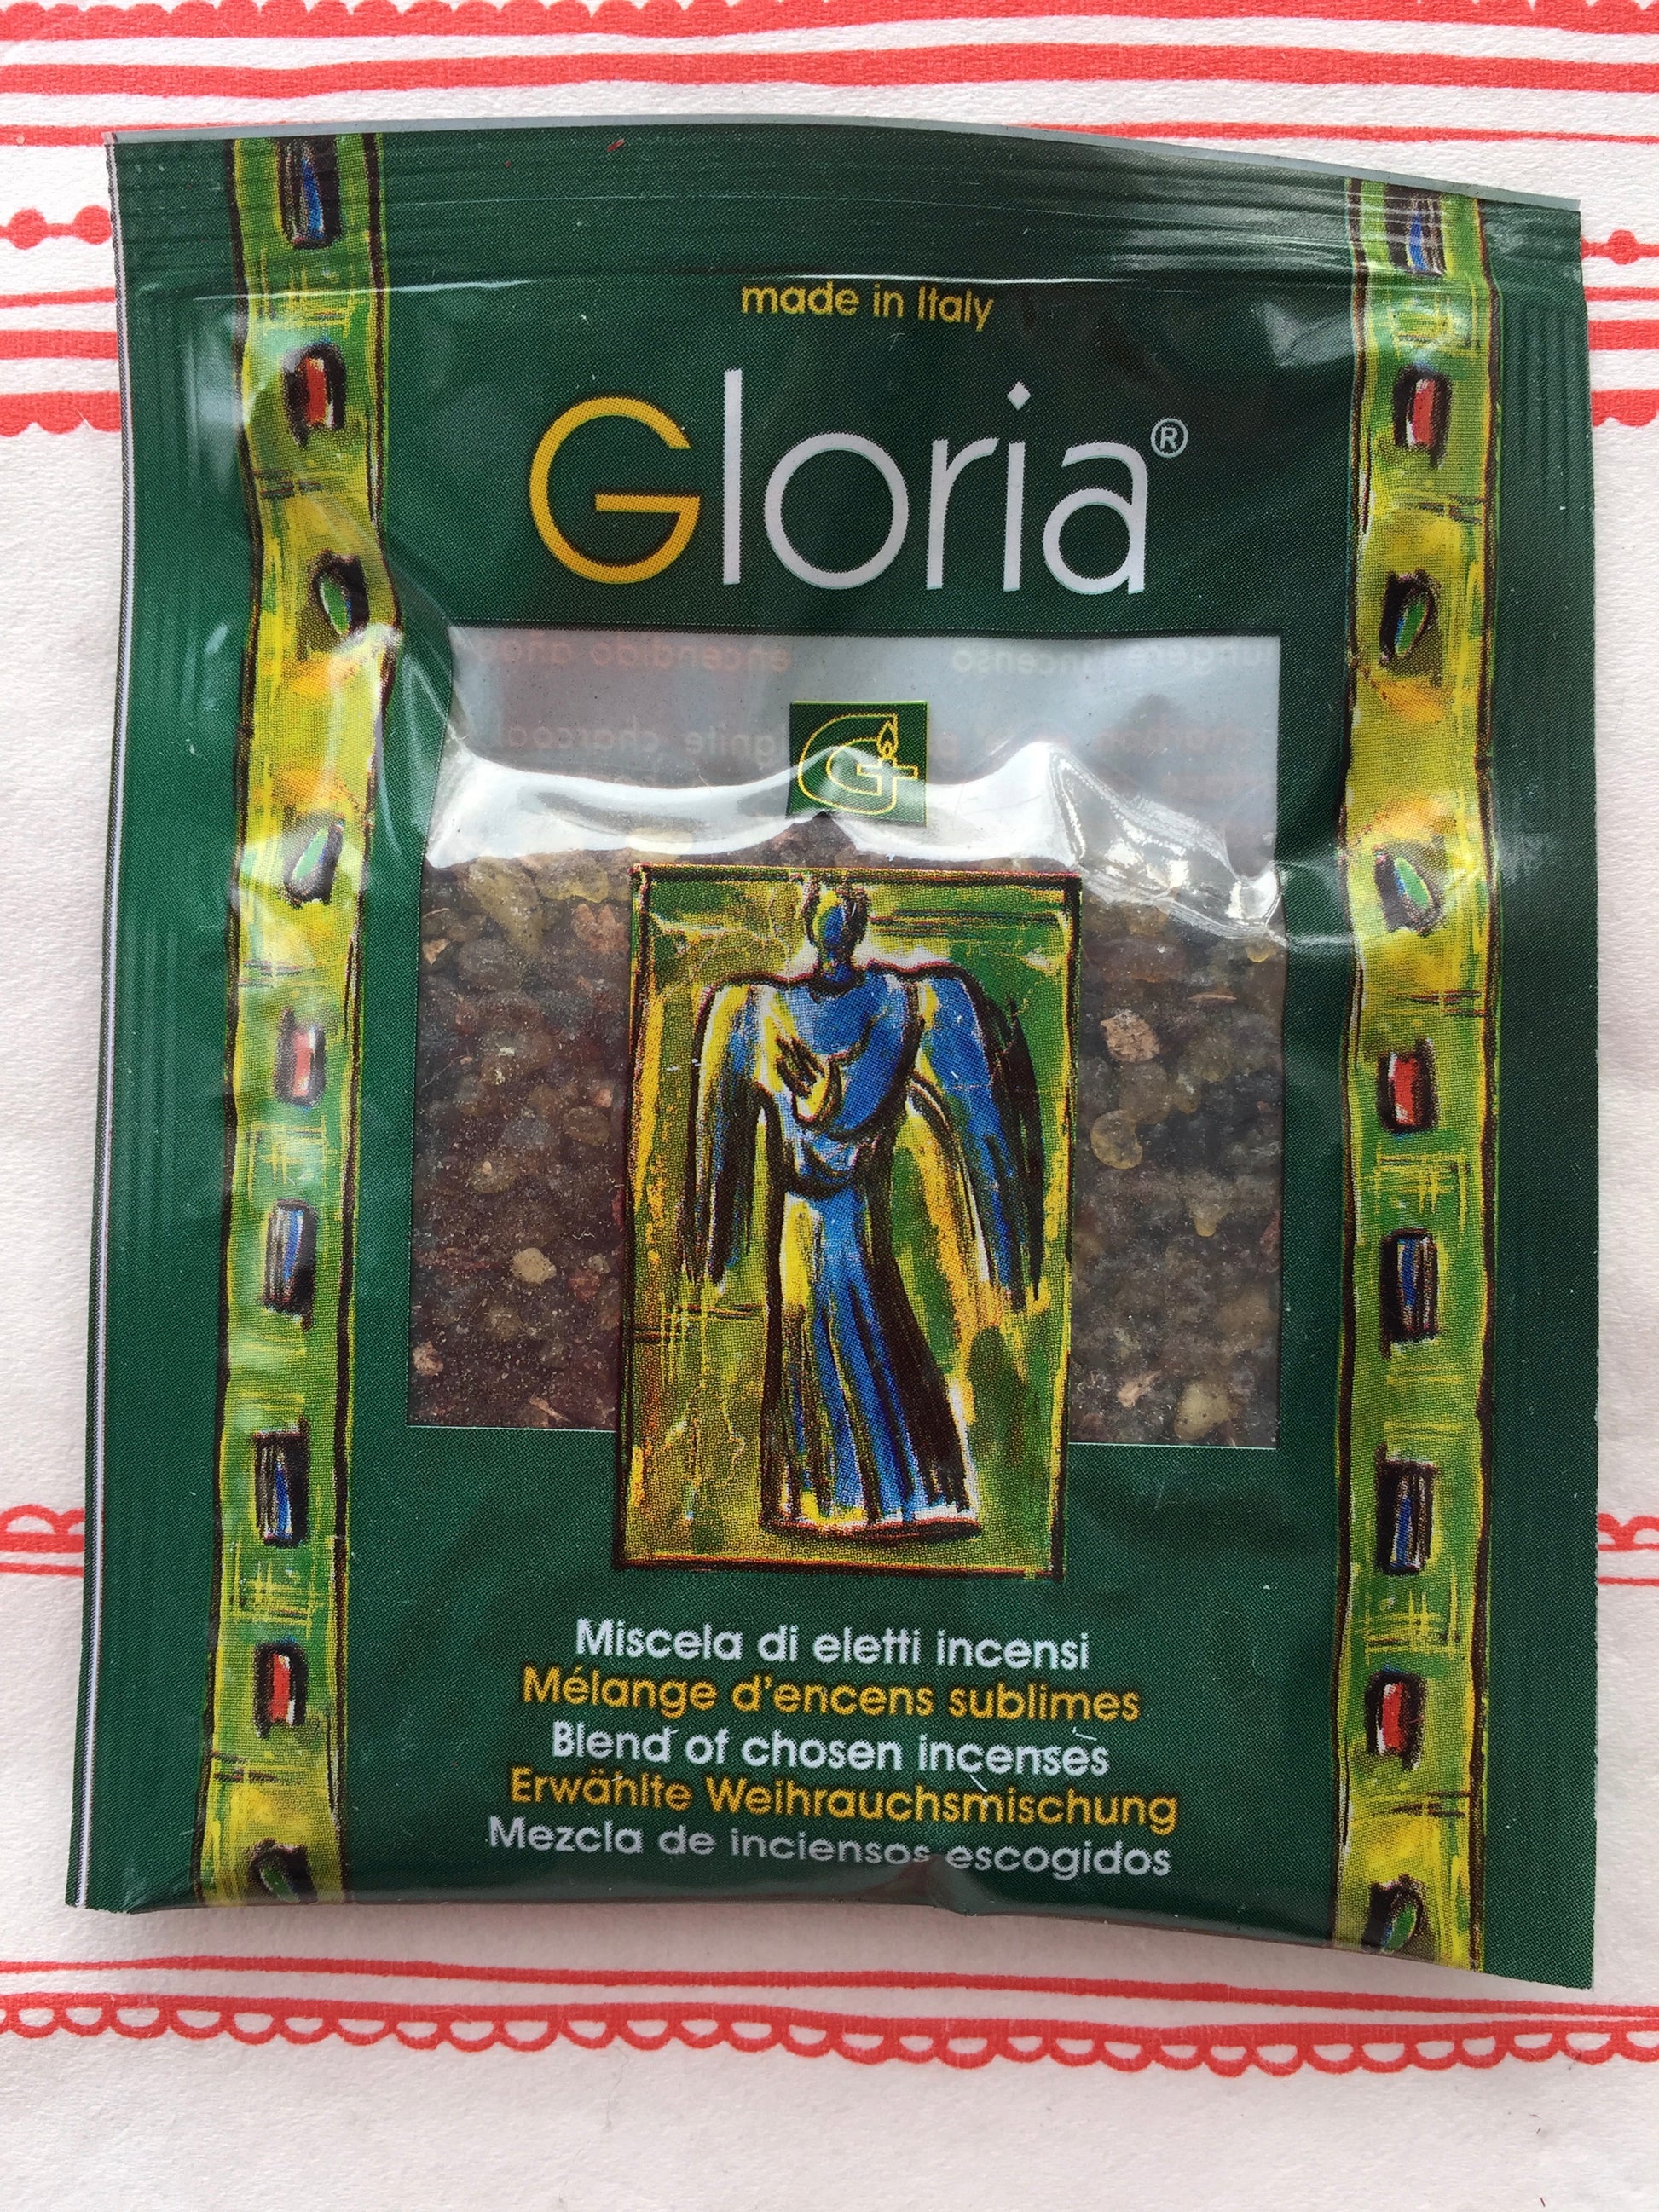 made in Italy
Gloria®
Miscela di eletti incensi
Mélange d'encens sublimes
Blend of chosen incenses
Erwählte Weihrauchsmischung
Mezcla de inciensos escogidos